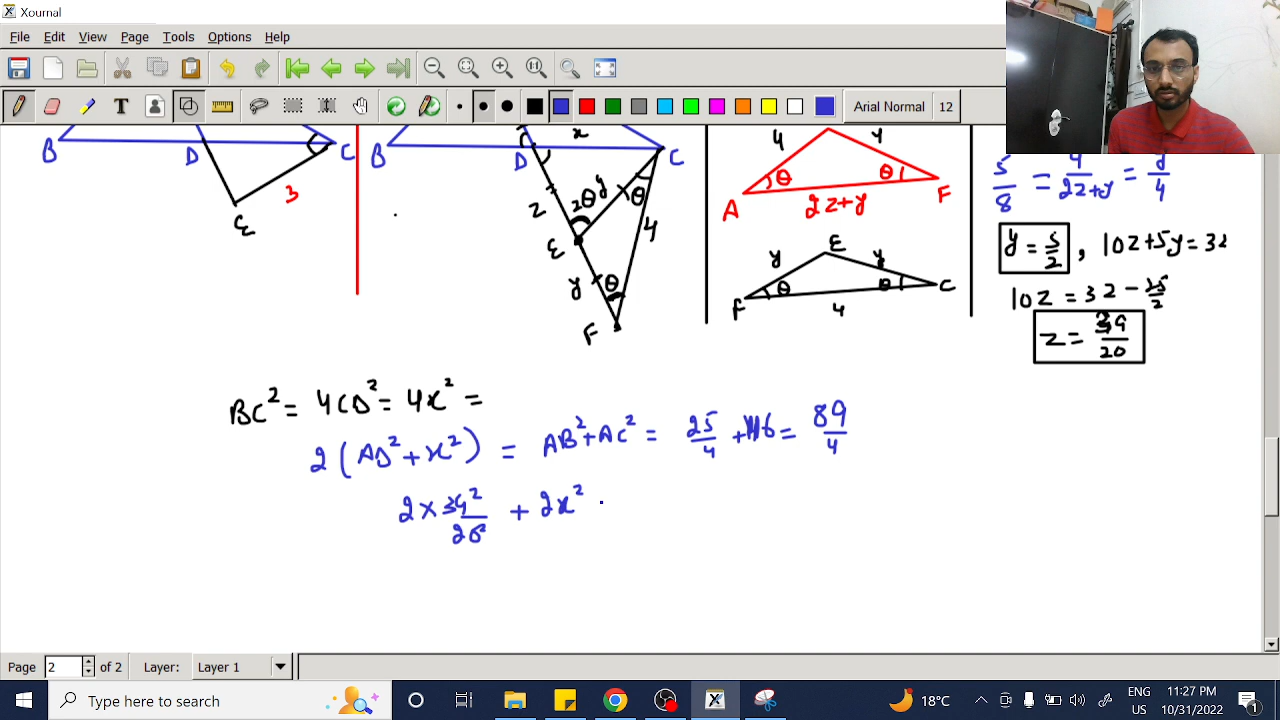 Xournal
File Edit View Page Tools Options Help
Arial Normal 12
B D C
3
E
B D x C
z 2θ y θ
E 4
y θ
F
4 y
θ θ
A 2z+y F
y E y
F θ θ C
4
5/8 = 4/2z+y = y/4
y = 5/2 , 10z+5y=32
10z = 32 - 25/2
z = 39/20
BC² = 4CD² = 4x² =
2(AD² + x²) = AB² + AC² = 25/4 + 16 = 89/4
2 × 39²/20² + 2x²
Page 2 of 2 Layer: Layer 1
Type here to search
18°C
ENG
US
11:27 PM
10/31/2022